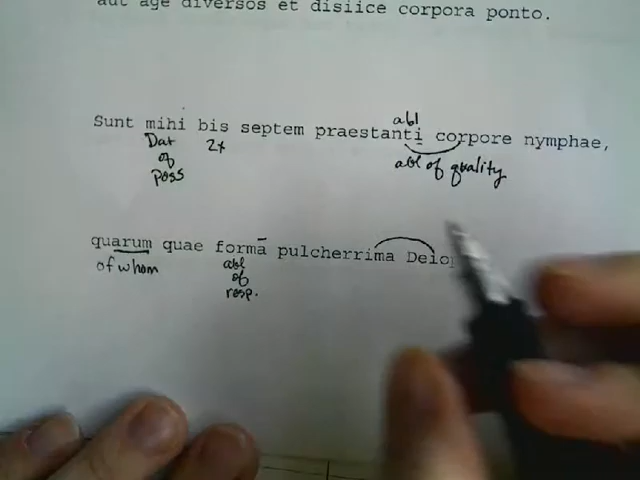 aut age diversos et disiice corpora ponto.
abl
Sunt mihi bis septem praestanti corpore nymphae,
Dat of poss 2x abl of quality
quarum quae formā pulcherrima Deio
of whom abl of resp.